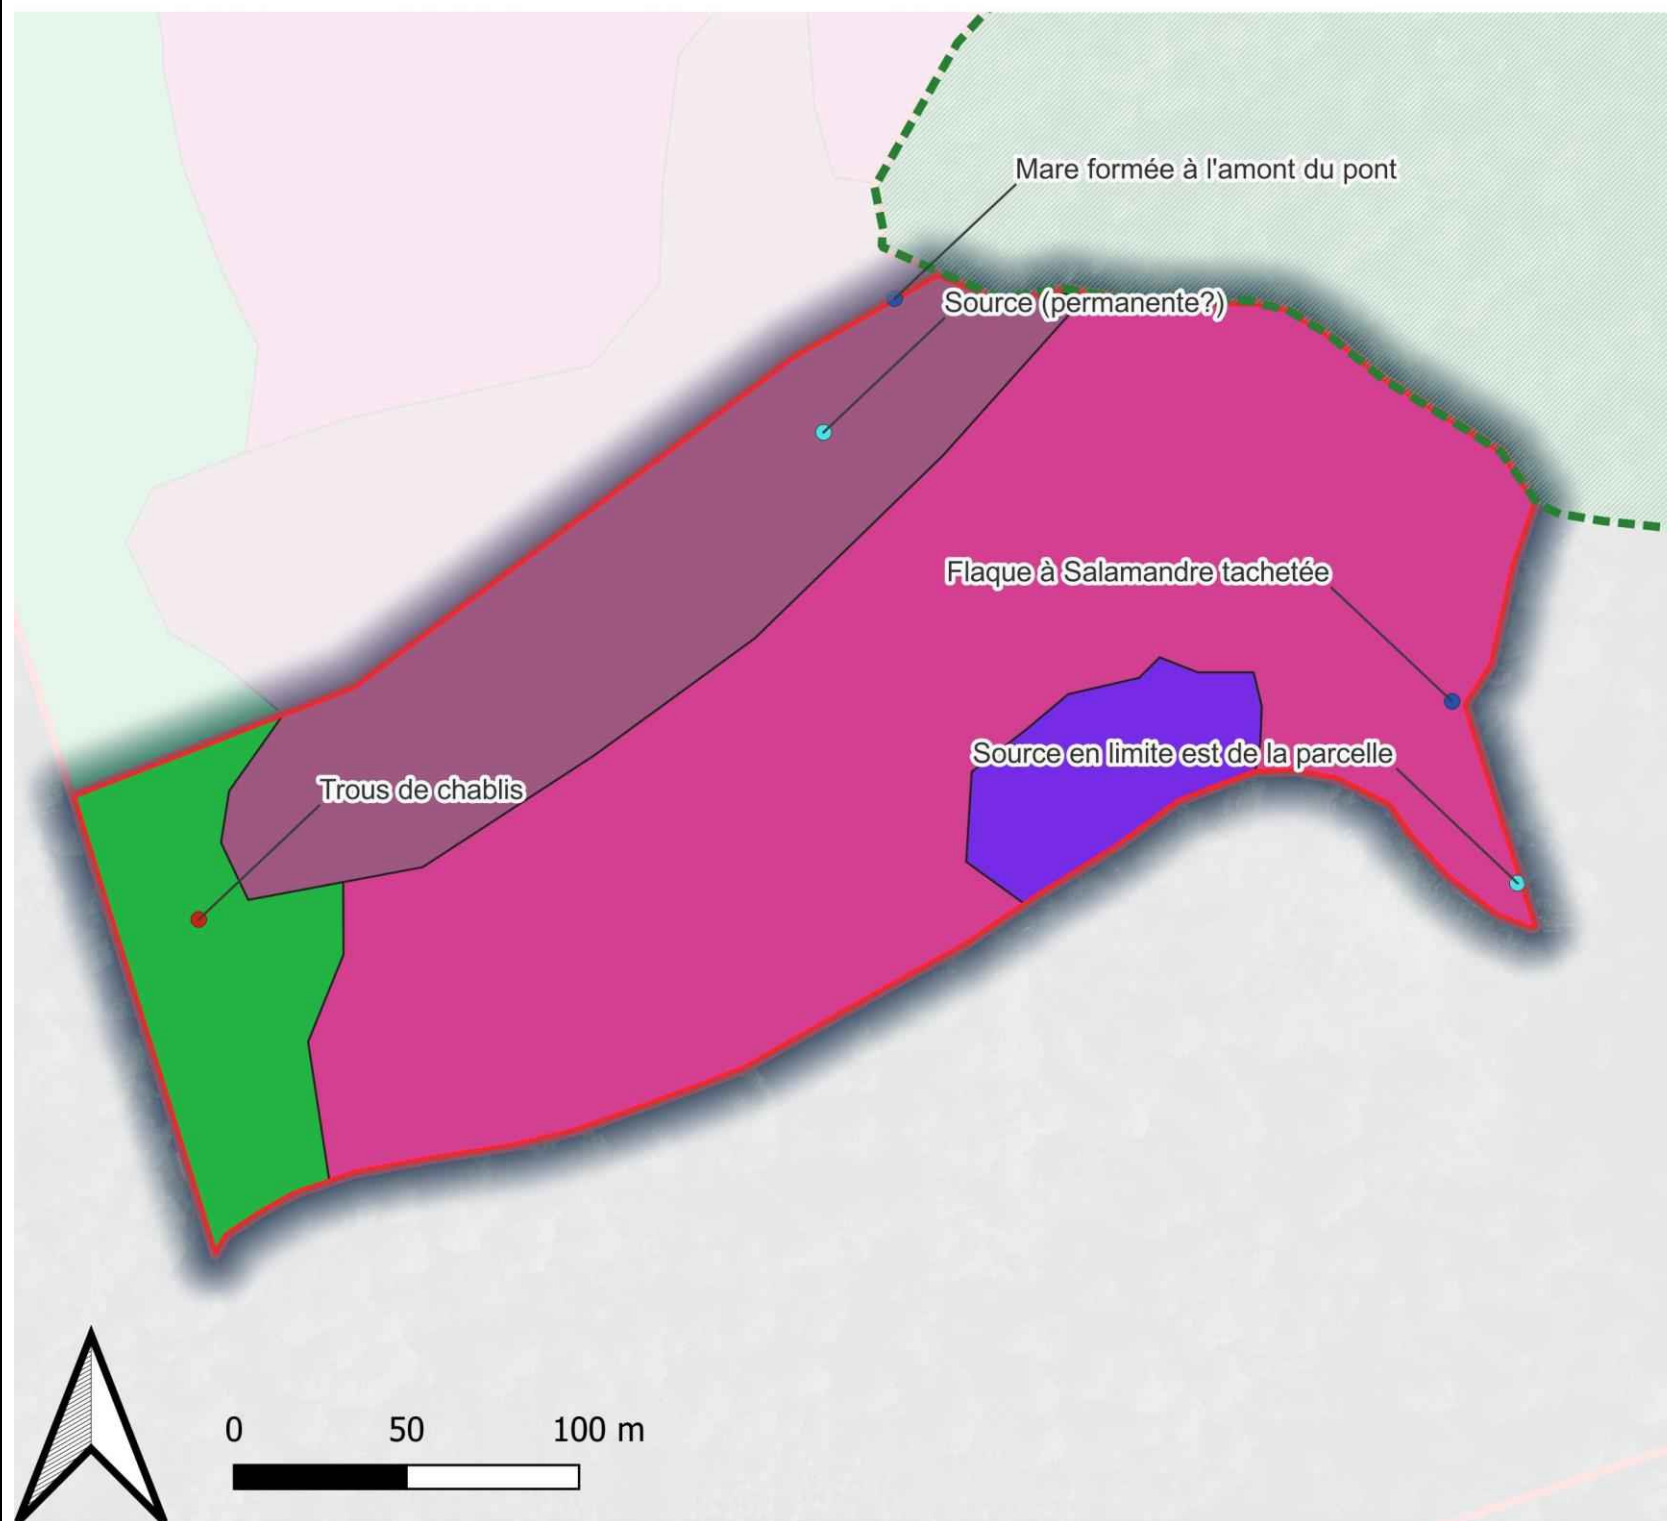 Mare formée à l'amont du pont
Source (permanente?)
Flaque à Salamandre tachetée
Source en limite est de la parcelle
Trous de chablis
0 50 100 m